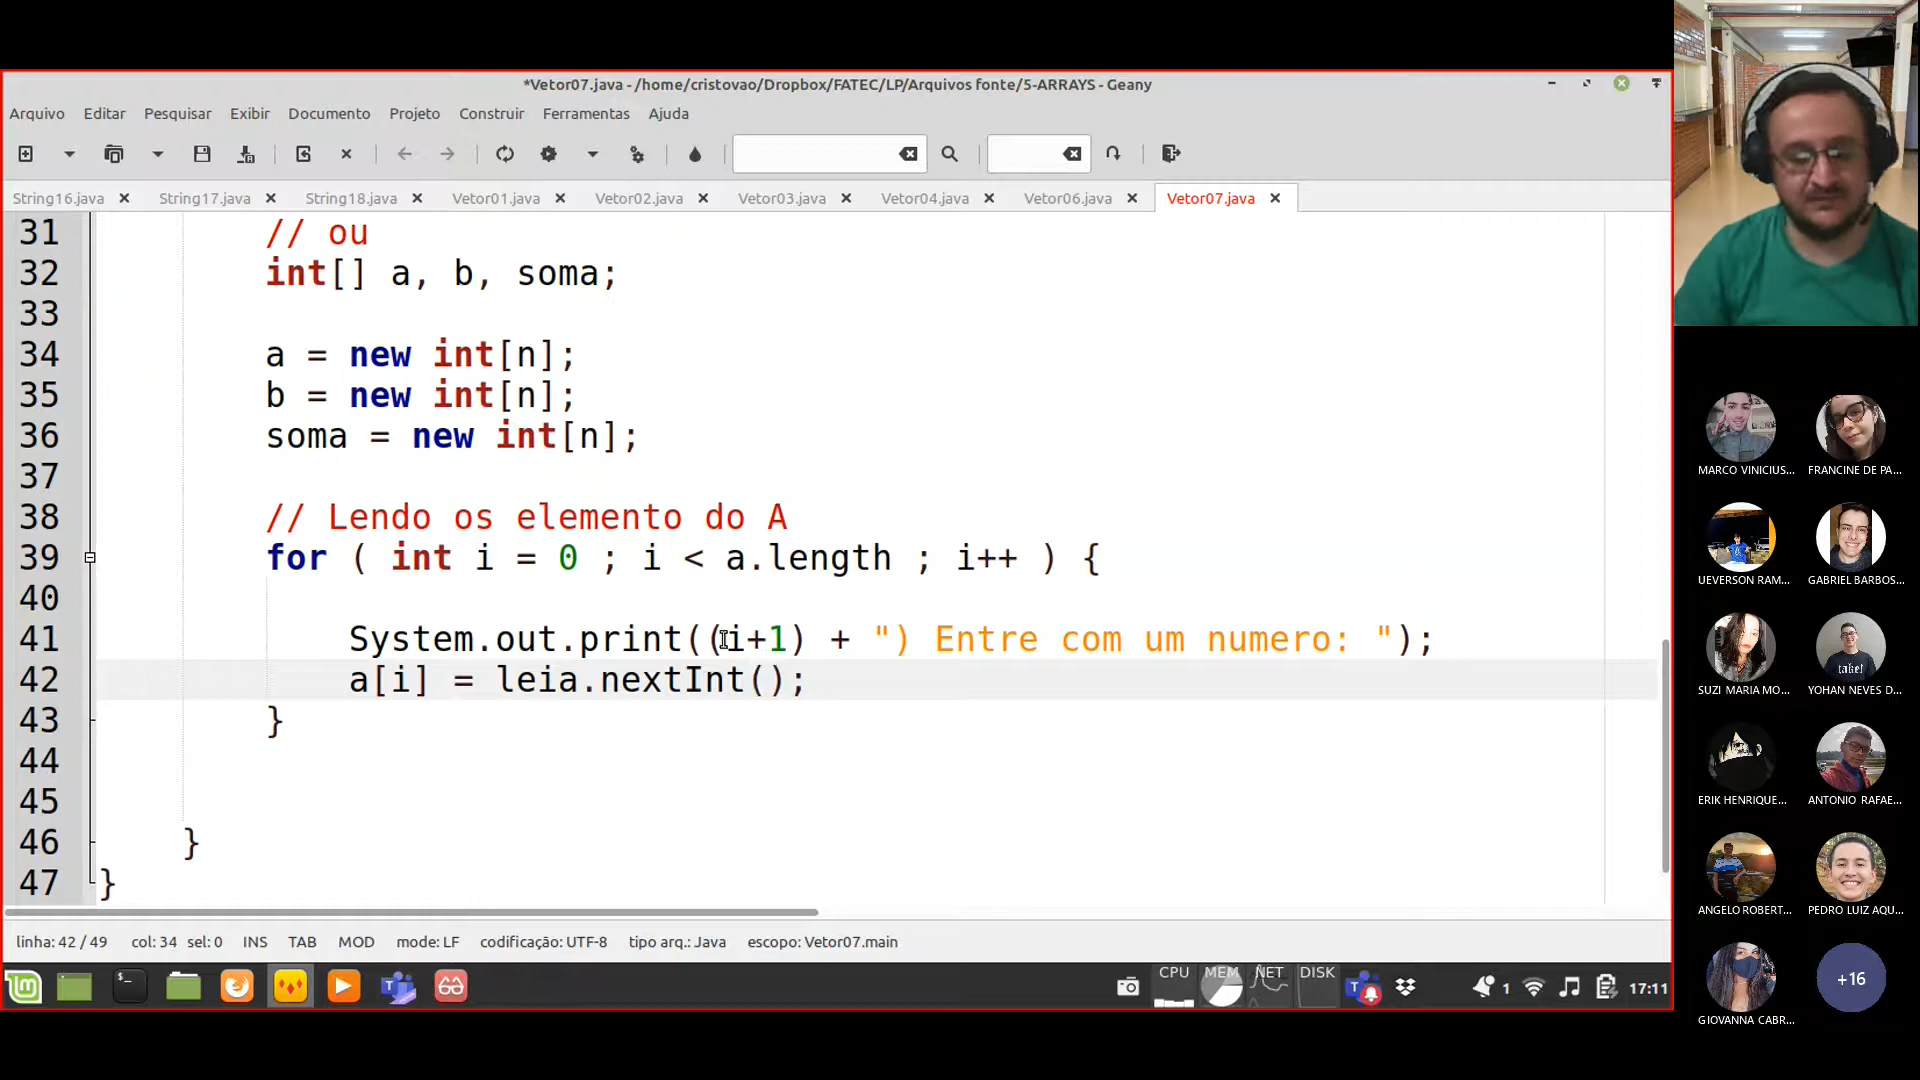 *Vetor07.java - /home/cristovao/Dropbox/FATEC/LP/Arquivos fonte/5-ARRAYS - Geany
Arquivo Editar Pesquisar Exibir Documento Projeto Construir Ferramentas Ajuda
String16.java String17.java String18.java Vetor01.java Vetor02.java Vetor03.java Vetor04.java Vetor06.java Vetor07.java
31 // ou
32 int[] a, b, soma;
33
34 a = new int[n];
35 b = new int[n];
36 soma = new int[n];
37
38 // Lendo os elemento do A
39 for ( int i = 0 ; i < a.length ; i++ ) {
40
41 System.out.print((i+1) + ") Entre com um numero: ");
42 a[i] = leia.nextInt();
43 }
44
45
46 }
47 }
linha: 42 / 49 col: 34 sel: 0 INS TAB MOD mode: LF codificação: UTF-8 tipo arq.: Java escopo: Vetor07.main
CPU MEM NET DISK 1 17:11
MARCO VINICIUS... FRANCINE DE PA...
UEVERSON RAM... GABRIEL BARBOS...
SUZI MARIA MO... YOHAN NEVES D...
ERIK HENRIQUE... ANTONIO RAFAE...
ANGELO ROBERT... PEDRO LUIZ AQU...
GIOVANNA CABR... +16